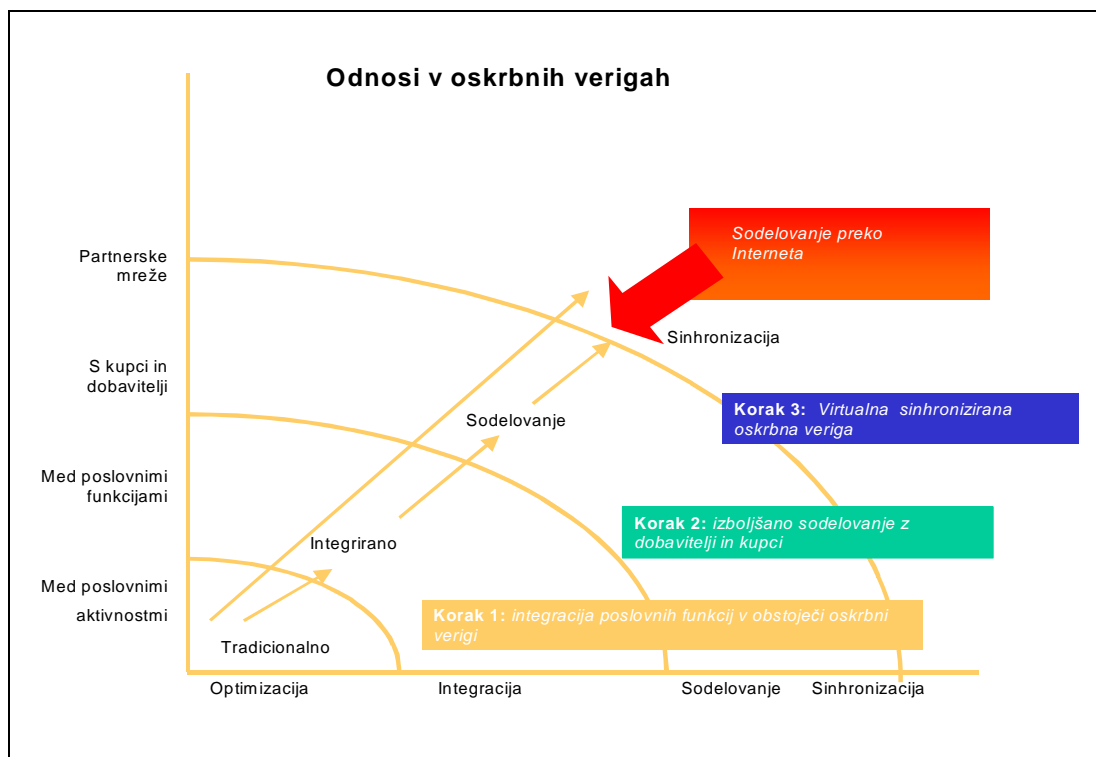 Odnosi v oskrbnih verigah
Partnerske
mreže
S kupci in
dobavitelji
Med poslovnimi
funkcijami
Med poslovnimi
aktivnostmi
Sodelovanje preko
Interneta
Sinhronizacija
Sodelovanje
Integrirano
Tradicionalno
Korak 3: Virtualna sinhronizirana
oskrbna veriga
Korak 2: izboljšano sodelovanje z
dobavitelji in kupci
Korak 1: integracija poslovnih funkcij v obstoječi oskrbni
verigi
Optimizacija
Integracija
Sodelovanje
Sinhronizacija